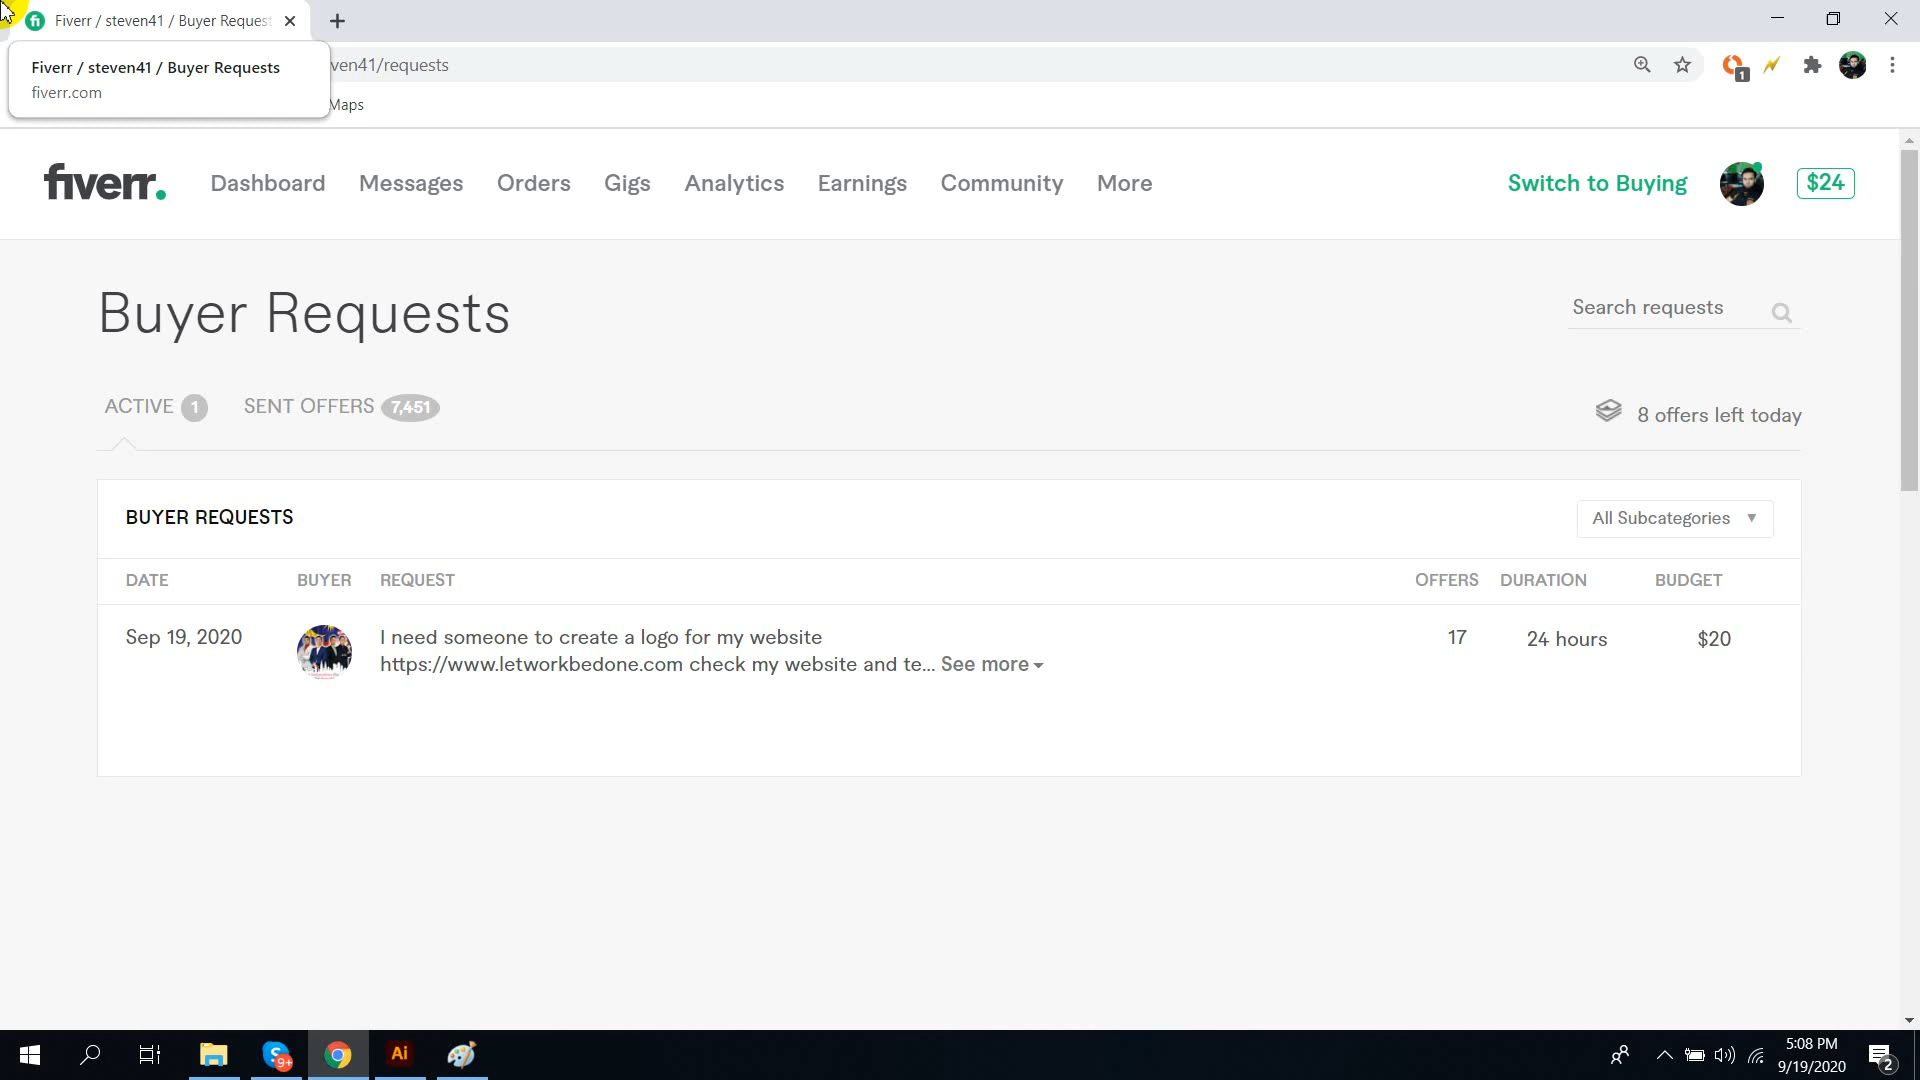 Fiverr / steven41 / Buyer Request
Fiverr / steven41 / Buyer Requests
fiverr.com
ven41/requests
Maps
1
fiverr.
Dashboard Messages Orders Gigs Analytics Earnings Community More
Switch to Buying
$24
Buyer Requests
Search requests
ACTIVE 1 SENT OFFERS 7,451
8 offers left today
BUYER REQUESTS
All Subcategories
DATE BUYER REQUEST OFFERS DURATION BUDGET
Sep 19, 2020
I need someone to create a logo for my website
https://www.letworkbedone.com check my website and te... See more
17
24 hours
$20
S 9+
Ai
5:08 PM
9/19/2020
2